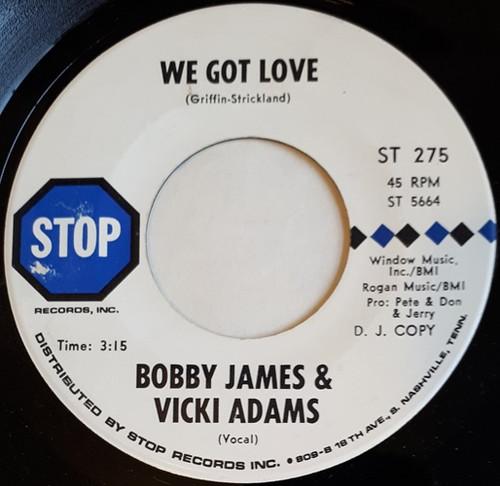 WE GOT LOVE
(Griffin-Strickland)
ST 275
45 RPM
ST 5664
STOP
RECORDS, INC.
Window Music,
Inc./BMI
Rogan Music/BMI
Pro: Pete & Don
& Jerry
D. J. COPY
Time: 3:15
BOBBY JAMES &
VICKI ADAMS
(Vocal)
DISTRIBUTED BY STOP RECORDS INC. • 809-B 18 TH AVE., S. NASHVILLE, TENN.